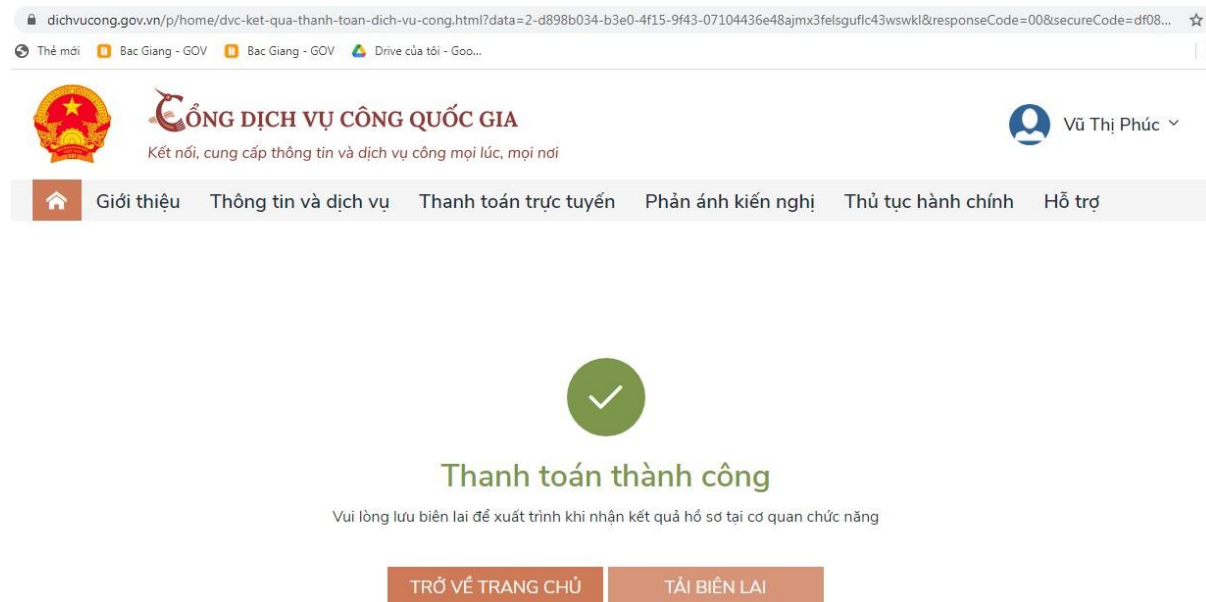 dichvucong.gov.vn/p/home/dvc-ket-qua-thanh-toan-dich-vu-cong.html?data=2-d898b034-b3e0-4f15-9f43-07104436e48ajmx3felsguflc43wswkl&responseCode=00&secureCode=df08...
Thẻ mới Bac Giang - GOV Bac Giang - GOV Drive của tôi - Goo...
CỔNG DỊCH VỤ CÔNG QUỐC GIA
Kết nối, cung cấp thông tin và dịch vụ công mọi lúc, mọi nơi
Vũ Thị Phúc
Giới thiệu Thông tin và dịch vụ Thanh toán trực tuyến Phản ánh kiến nghị Thủ tục hành chính Hỗ trợ
Thanh toán thành công
Vui lòng lưu biên lai để xuất trình khi nhận kết quả hồ sơ tại cơ quan chức năng
TRỞ VỀ TRANG CHỦ TẢI BIÊN LAI